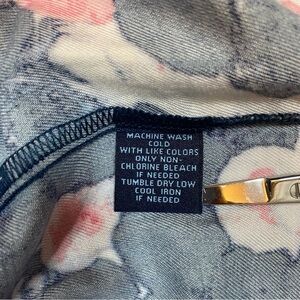 MACHINE WASH
COLD
WITH LIKE COLORS
ONLY NON-
CHLORINE BLEACH
IF NEEDED
TUMBLE DRY LOW
COOL IRON
IF NEEDED